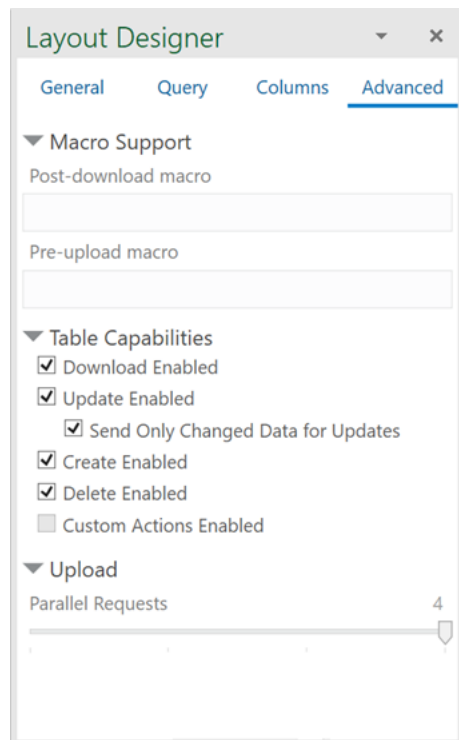 Layout Designer
General Query Columns Advanced
Macro Support
Post-download macro
Pre-upload macro
Table Capabilities
Download Enabled
Update Enabled
Send Only Changed Data for Updates
Create Enabled
Delete Enabled
Custom Actions Enabled
Upload
Parallel Requests 4